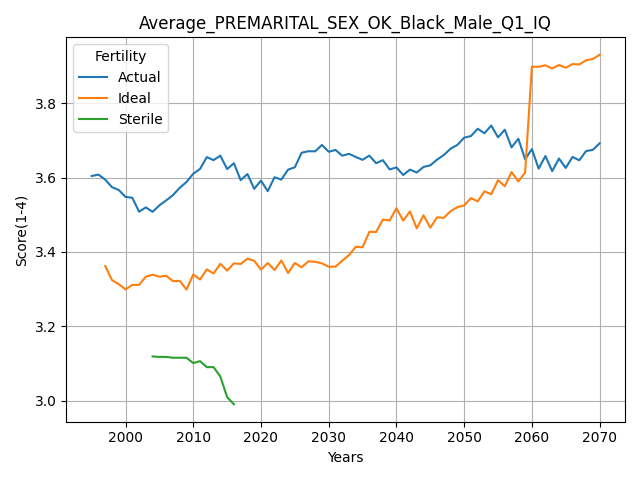 Average_PREMARITAL_SEX_OK_Black_Male_Q1_IQ
Fertility
Actual
Ideal
Sterile
Score(1-4)
3.8
3.6
3.4
3.2
3.0
2000 2010 2020 2030 2040 2050 2060 2070
Years